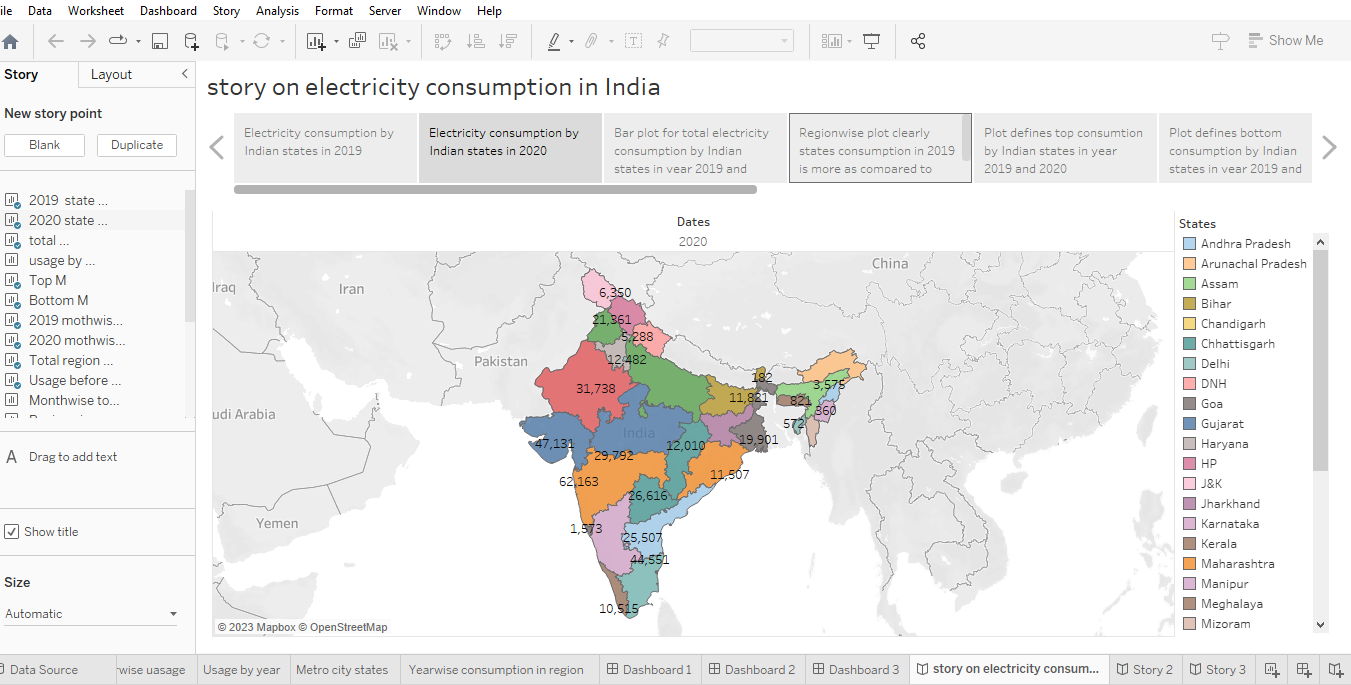 ile Data Worksheet Dashboard Story Analysis Format Server Window Help
Show Me
Story Layout
New story point
Blank Duplicate
2019 state ...
2020 state ...
total ...
usage by ...
Top M
Bottom M
2019 mothwis...
2020 mothwis...
Total region ...
Usage before ...
Monthwise to...
A Drag to add text
Show title
Size
Automatic
story on electricity consumption in India
Electricity consumption by
Indian states in 2019
Electricity consumption by
Indian states in 2020
Bar plot for total electricity
consumption by Indian
states in year 2019 and
Regionwise plot clearly
states consumption in 2019
is more as compared to
Plot defines top consumtion
by Indian states in year
2019 and 2020
Plot defines bottom
consumption by Indian
states in year 2019 and
Dates
2020
China
Iran
Iraq
Pakistan
udi Arabia
Yemen
India
6,350
21,361
5,288
12,482
31,738
182
11,821
3,575
821
360
572
19,901
47,131
29,792
12,010
11,507
62,163
26,616
1,573
25,507
44,551
10,515
© 2023 Mapbox © OpenStreetMap
States
Andhra Pradesh
Arunachal Pradesh
Assam
Bihar
Chandigarh
Chhattisgarh
Delhi
DNH
Goa
Gujarat
Haryana
HP
J&K
Jharkhand
Karnataka
Kerala
Maharashtra
Manipur
Meghalaya
Mizoram
Data Source wise uasage Usage by year Metro city states Yearwise consumption in region Dashboard 1 Dashboard 2 Dashboard 3 story on electricity consum... Story 2 Story 3